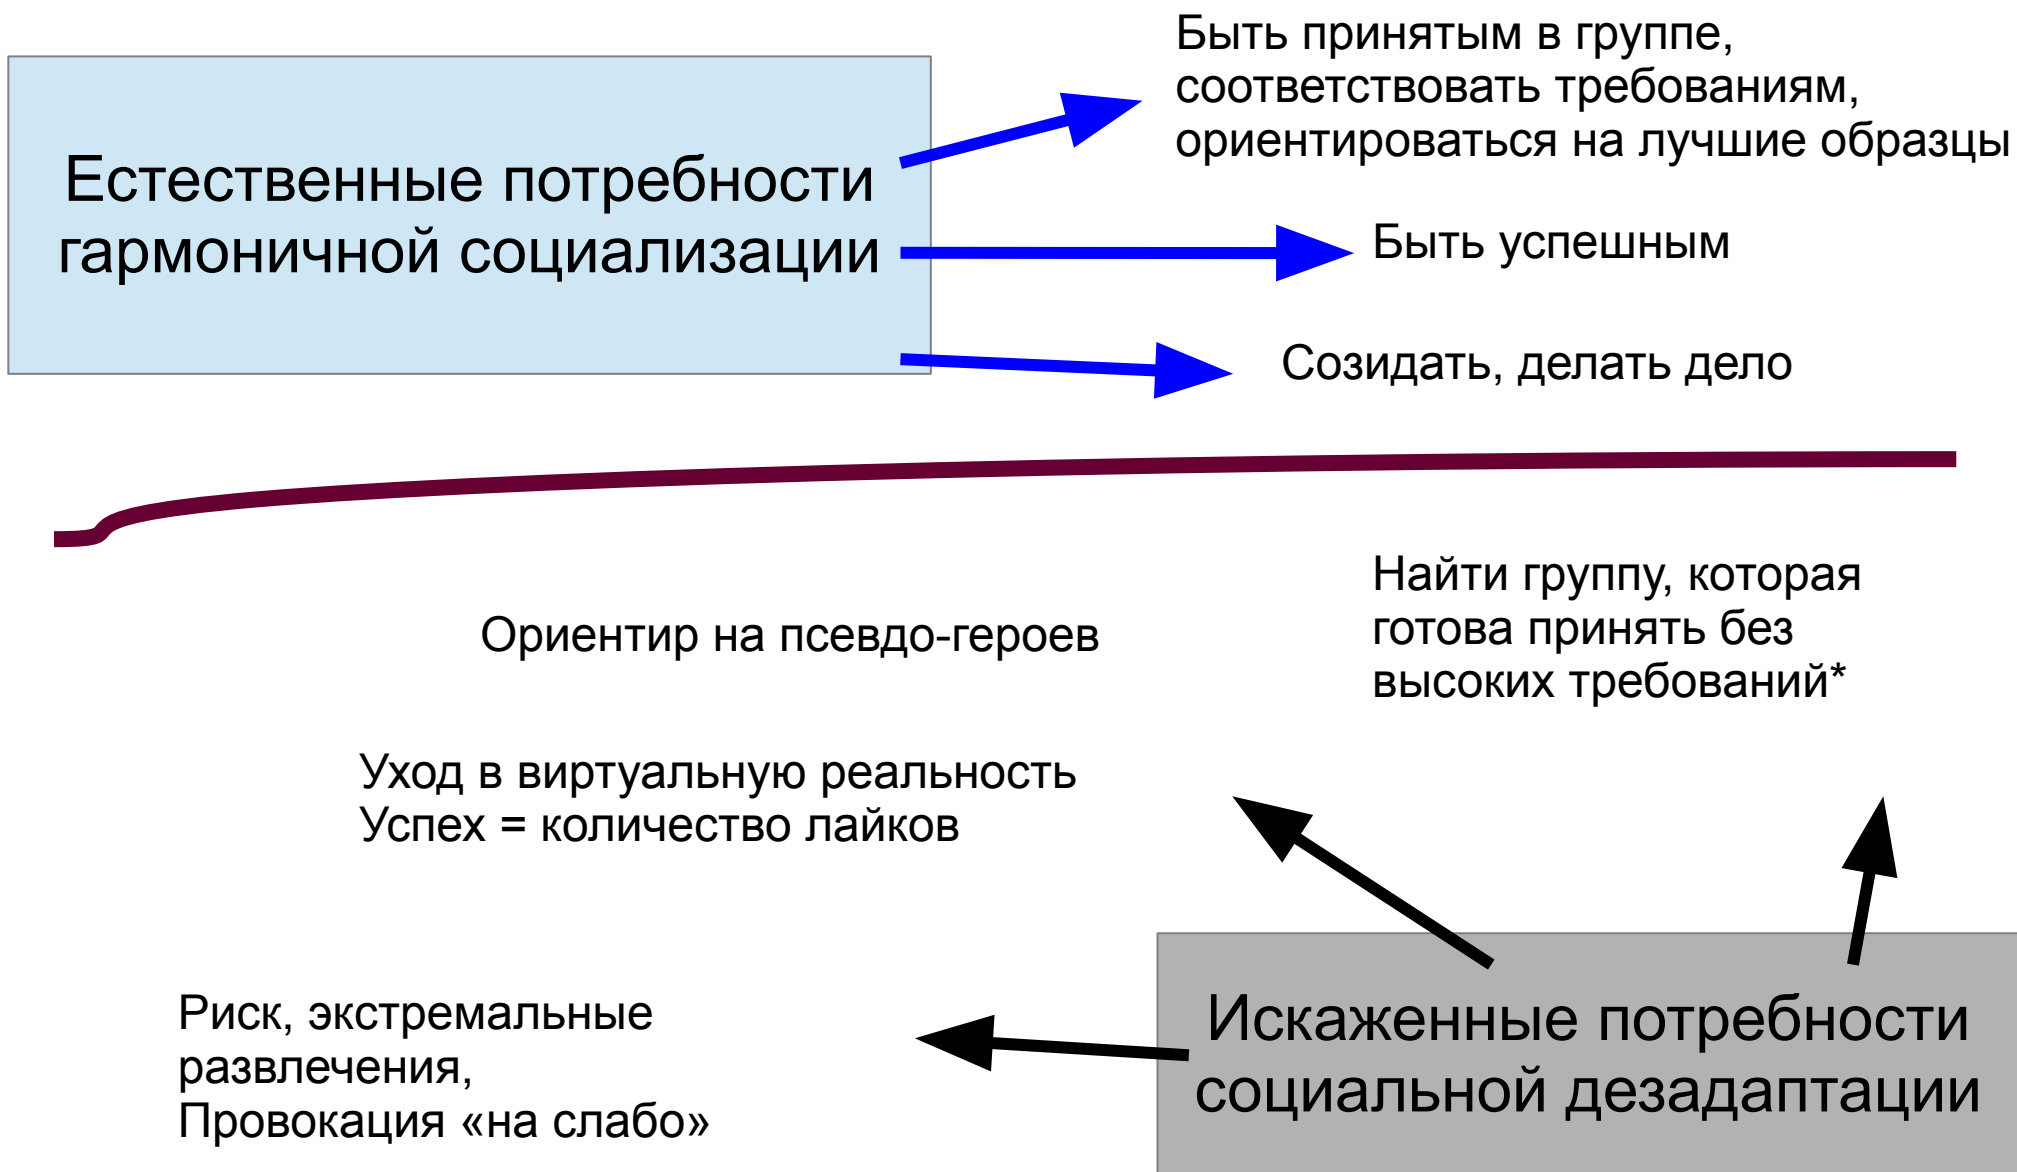 Быть принятым в группе,
соответствовать требованиям,
ориентироваться на лучшие образцы
Естественные потребности
гармоничной социализации
Быть успешным
Созидать, делать дело
Найти группу, которая
готова принять без
высоких требований*
Ориентир на псевдо-героев
Уход в виртуальную реальность
Успех = количество лайков
Риск, экстремальные
развлечения,
Провокация «на слабо»
Искаженные потребности
социальной дезадаптации